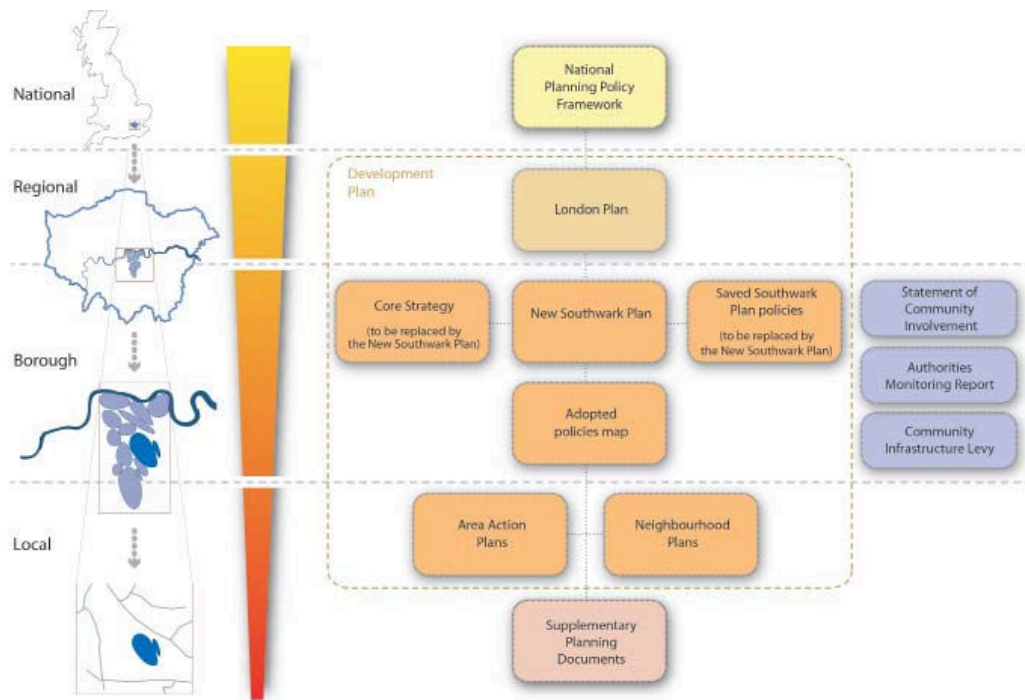 National
National
Planning Policy
Framework
Regional
Development
Plan
London Plan
Borough
Core Strategy
(to be replaced by
the New Southwark Plan)
New Southwark Plan
Saved Southwark
Plan policies
(to be replaced by
the New Southwark Plan)
Statement of
Community
Involvement
Authorities
Monitoring Report
Adopted
policies map
Community
Infrastructure Levy
Local
Area Action
Plans
Neighbourhood
Plans
Supplementary
Planning
Documents